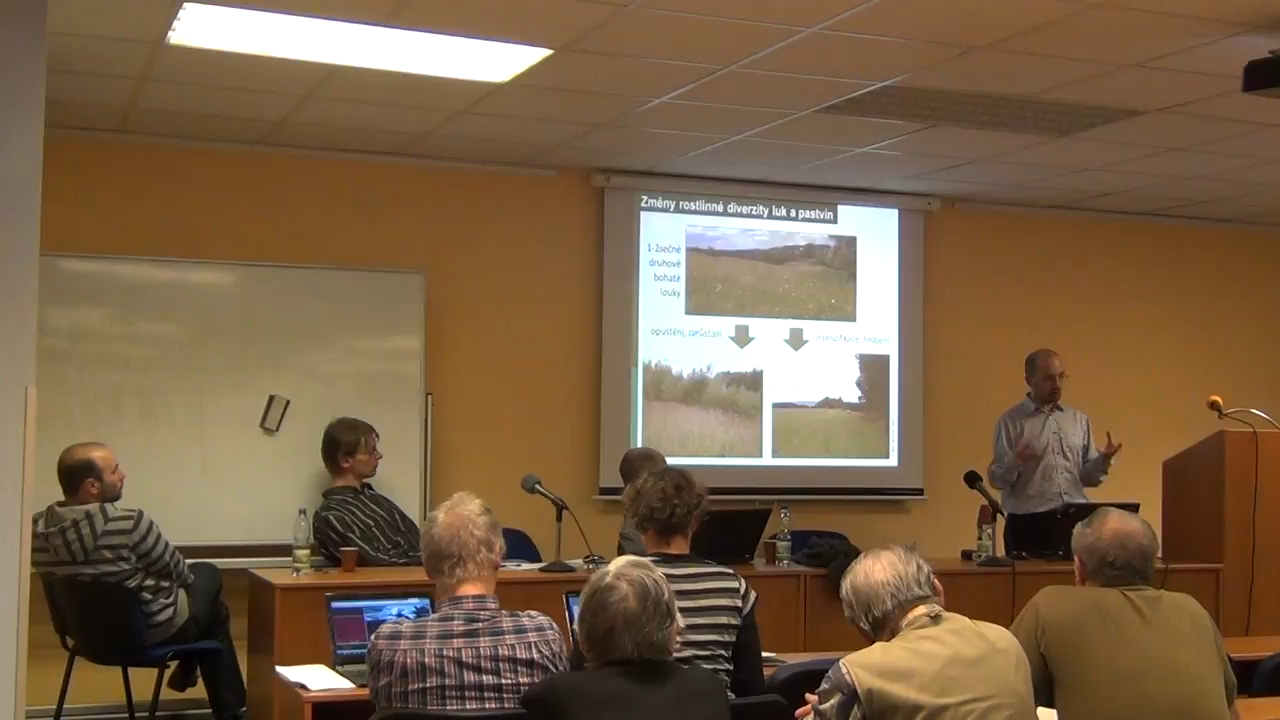 Změny rostlinné diverzity luk a pastvin
1-2sečné
druhově
bohaté
louky
opuštění, zarůstání
intenzifikace, hnojení